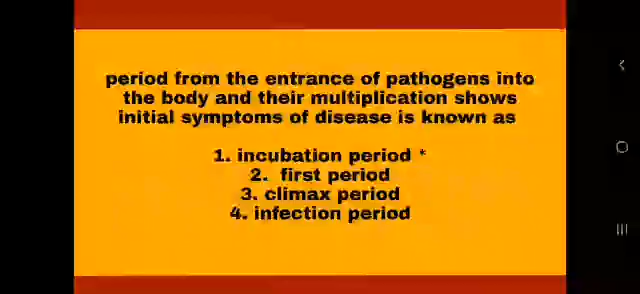 period from the entrance of pathogens into
the body and their multiplication shows
initial symptoms of disease is known as
1. incubation period *
2. first period
3. climax period
4. infection period